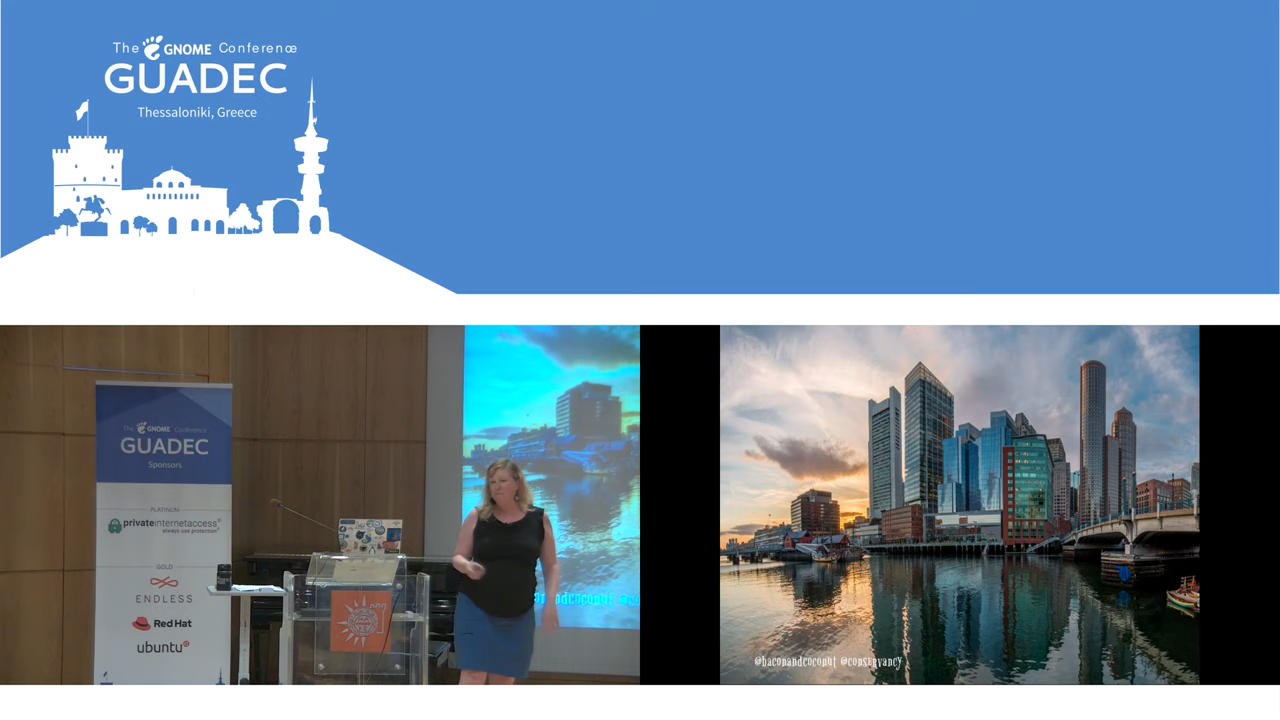 The GNOME Conference
GUADEC
Thessaloniki, Greece
The GNOME Conference
GUADEC
Sponsors
PLATINUM
privateinternetaccess
always use protection
GOLD
ENDLESS
Red Hat
ubuntu
@baconandcoconut @conservancy